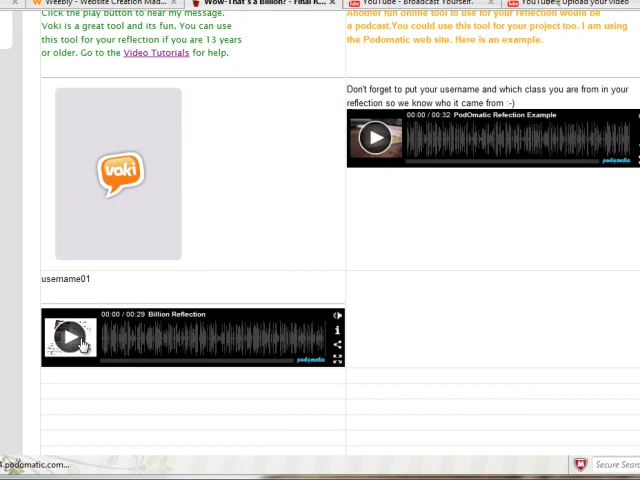 Weebly - Website Creation Mad...
Wow-That's a Billion! - Final R...
YouTube - Broadcast Yourself.
YouTube - Upload your video
Click the play button to hear my message.
Voki is a great tool and its fun. You can use
this tool for your reflection if you are 13 years
or older. Go to the Video Tutorials for help.
Another fun online tool to use for your reflection would be
a podcast.You could use this tool for your project too. I am using
the Podomatic web site. Here is an example.
Don't forget to put your username and which class you are from in your
reflection so we know who it came from :-)
00:00 / 00:32 PodOmatic Refection Example
podomatic
voki
username01
00:00 / 00:29 Billion Reflection
podomatic
4.podomatic.com...
Secure Searc